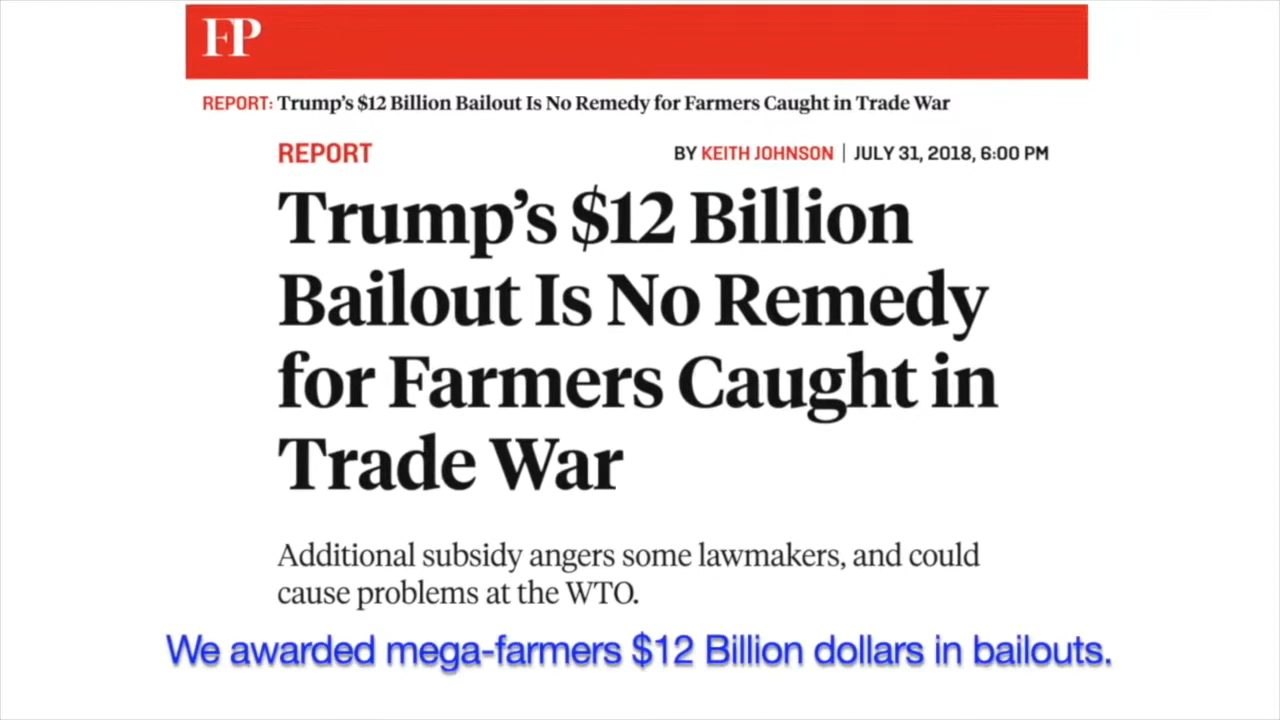 FP
REPORT: Trump's $12 Billion Bailout Is No Remedy for Farmers Caught in Trade War
REPORT
BY KEITH JOHNSON | JULY 31, 2018, 6:00 PM
Trump's $12 Billion
Bailout Is No Remedy
for Farmers Caught in
Trade War
Additional subsidy angers some lawmakers, and could
cause problems at the WTO.
We awarded mega-farmers $12 Billion dollars in bailouts.